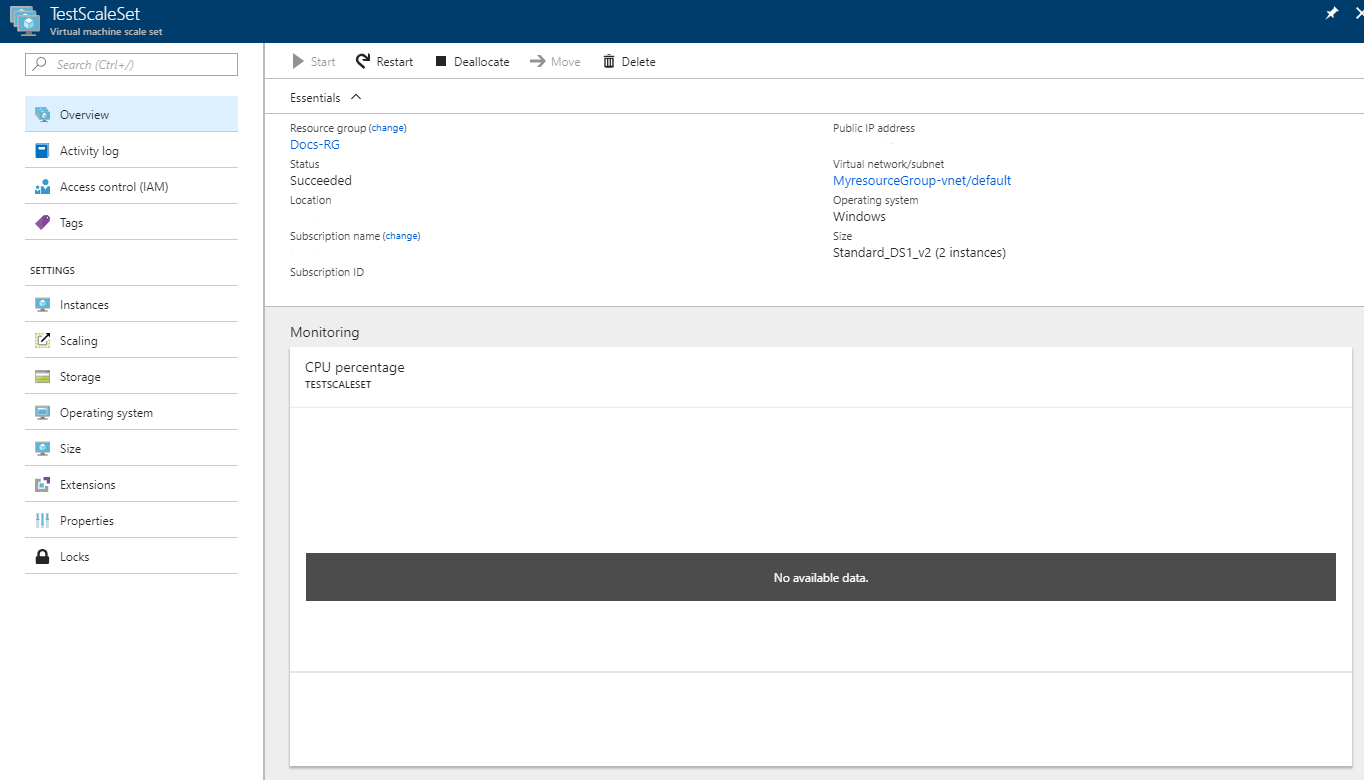 TestScaleSet
Virtual machine scale set
Search (Ctrl+/)
Overview
Activity log
Access control (IAM)
Tags
SETTINGS
Instances
Scaling
Storage
Operating system
Size
Extensions
Properties
Locks
Start Restart Deallocate Move Delete
Essentials
Resource group (change)
Docs-RG
Status
Succeeded
Location
Subscription name (change)
Subscription ID
Public IP address
Virtual network/subnet
MyresourceGroup-vnet/default
Operating system
Windows
Size
Standard_DS1_v2 (2 instances)
Monitoring
CPU percentage
TESTSCALESET
No available data.